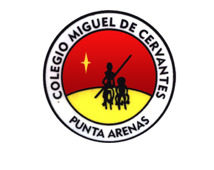 COLEGIO MIGUEL DE CERVANTES
PUNTA ARENAS